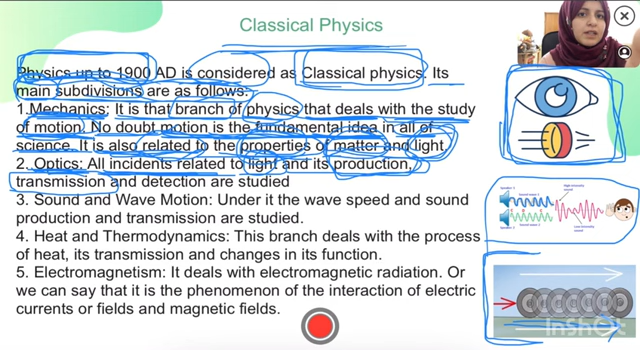 Classical Physics
Physics up to 1900 AD is considered as Classical physics. Its
main subdivisions are as follows:
1.Mechanics: It is that branch of physics that deals with the study
of motion. No doubt motion is the fundamental idea in all of
science. It is also related to the properties of matter and light.
2. Optics: All incidents related to light and its production,
transmission and detection are studied
3. Sound and Wave Motion: Under it the wave speed and sound
production and transmission are studied.
4. Heat and Thermodynamics: This branch deals with the process
of heat, its transmission and changes in its function.
5. Electromagnetism: It deals with electromagnetic radiation. Or
we can say that it is the phenomenon of the interaction of electric
currents or fields and magnetic fields.
InShOt